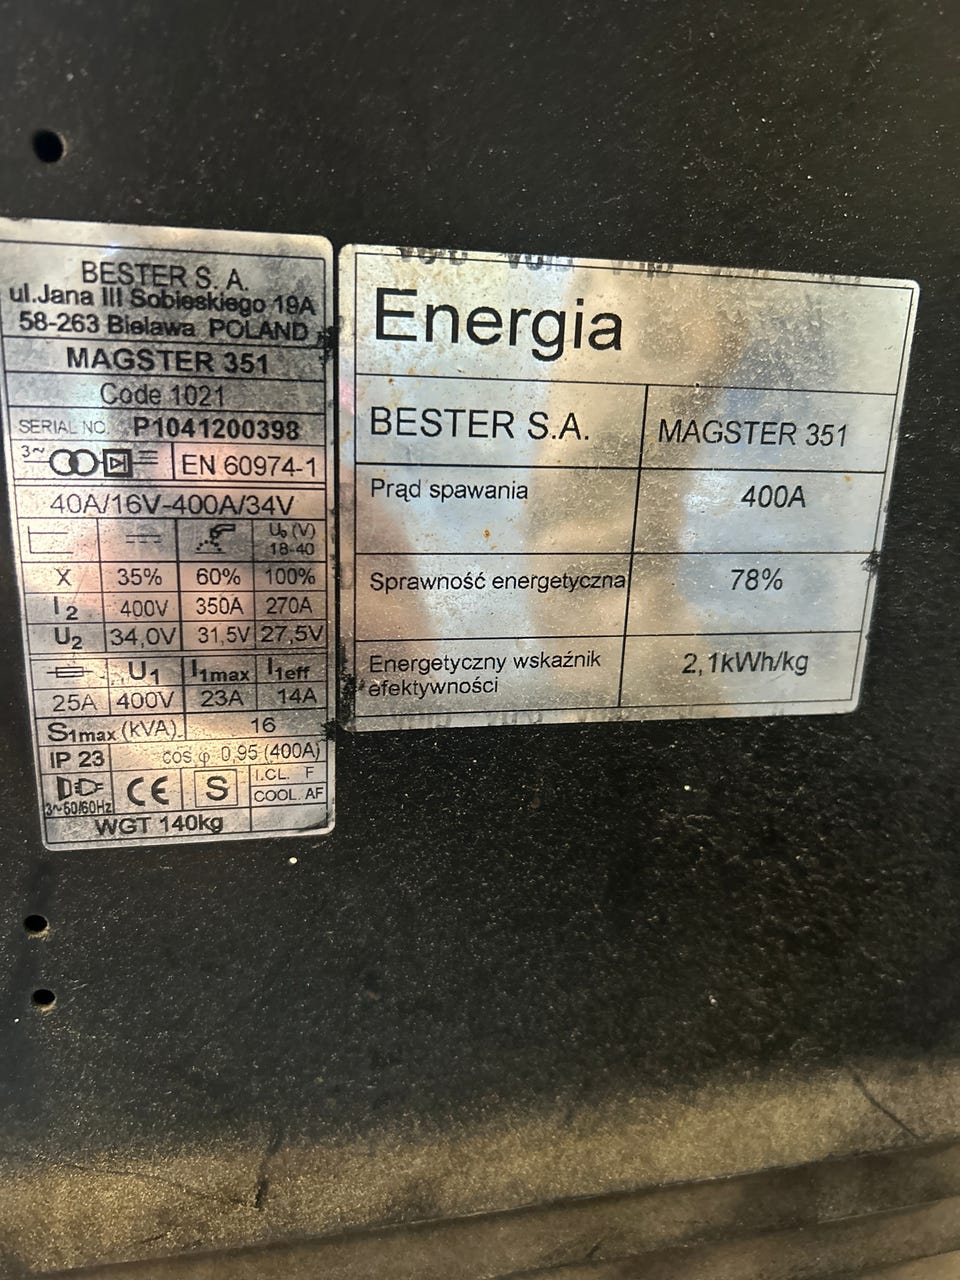 BESTER S. A.
ul.Jana III Sobieskiego 19A
58-263 Bielawa POLAND
MAGSTER 351
Code 1021
SERIAL NO. P1041200398
3~ EN 60974-1
40A/16V-400A/34V
U₀ (V)
18-40
X 35% 60% 100%
I₂ 400V 350A 270A
U₂ 34,0V 31,5V 27,5V
U₁ I₁max I₁eff
25A 400V 23A 14A
S₁max (kVA) 16
IP 23 cos φ 0,95 (400A)
3~50/60Hz CE S I.CL. F
COOL. AF
WGT 140kg
Energia
BESTER S.A. MAGSTER 351
Prąd spawania 400A
Sprawność energetyczna 78%
Energetyczny wskaźnik
efektywności 2,1kWh/kg